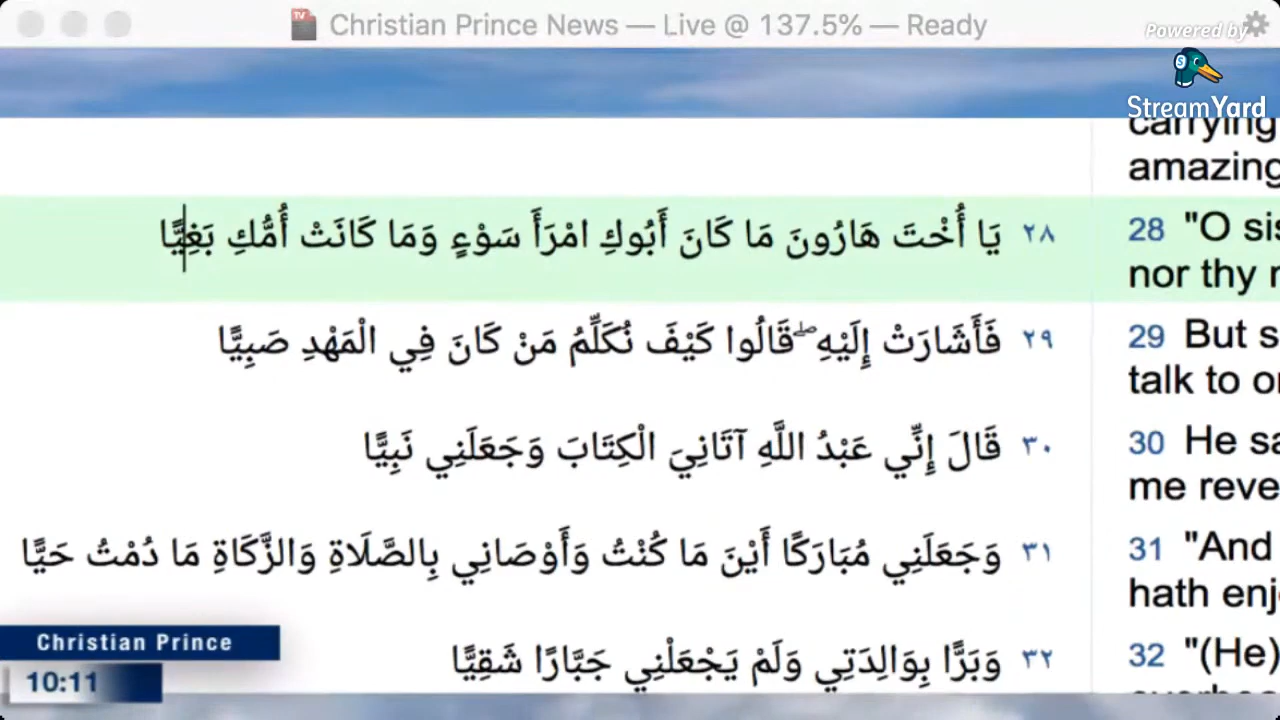 Christian Prince News — Live @ 137.5% — Ready
Powered by
StreamYard
carrying
amazing
٢٨ يَا أُخْتَ هَارُونَ مَا كَانَ أَبُوكِ امْرَأَ سَوْءٍ وَمَا كَانَتْ أُمُّكِ بَغِيًّا
28 "O sis
nor thy
٢٩ فَأَشَارَتْ إِلَيْهِ ۖ قَالُوا كَيْفَ نُكَلِّمُ مَنْ كَانَ فِي الْمَهْدِ صَبِيًّا
29 But s
talk to
٣٠ قَالَ إِنِّي عَبْدُ اللَّهِ آتَانِيَ الْكِتَابَ وَجَعَلَنِي نَبِيًّا
30 He sa
me reve
٣١ وَجَعَلَنِي مُبَارَكًا أَيْنَ مَا كُنْتُ وَأَوْصَانِي بِالصَّلَاةِ وَالزَّكَاةِ مَا دُمْتُ حَيًّا
31 "And
hath enj
٣٢ وَبَرًّا بِوَالِدَتِي وَلَمْ يَجْعَلْنِي جَبَّارًا شَقِيًّا
32 "(He)
Christian Prince
10:11